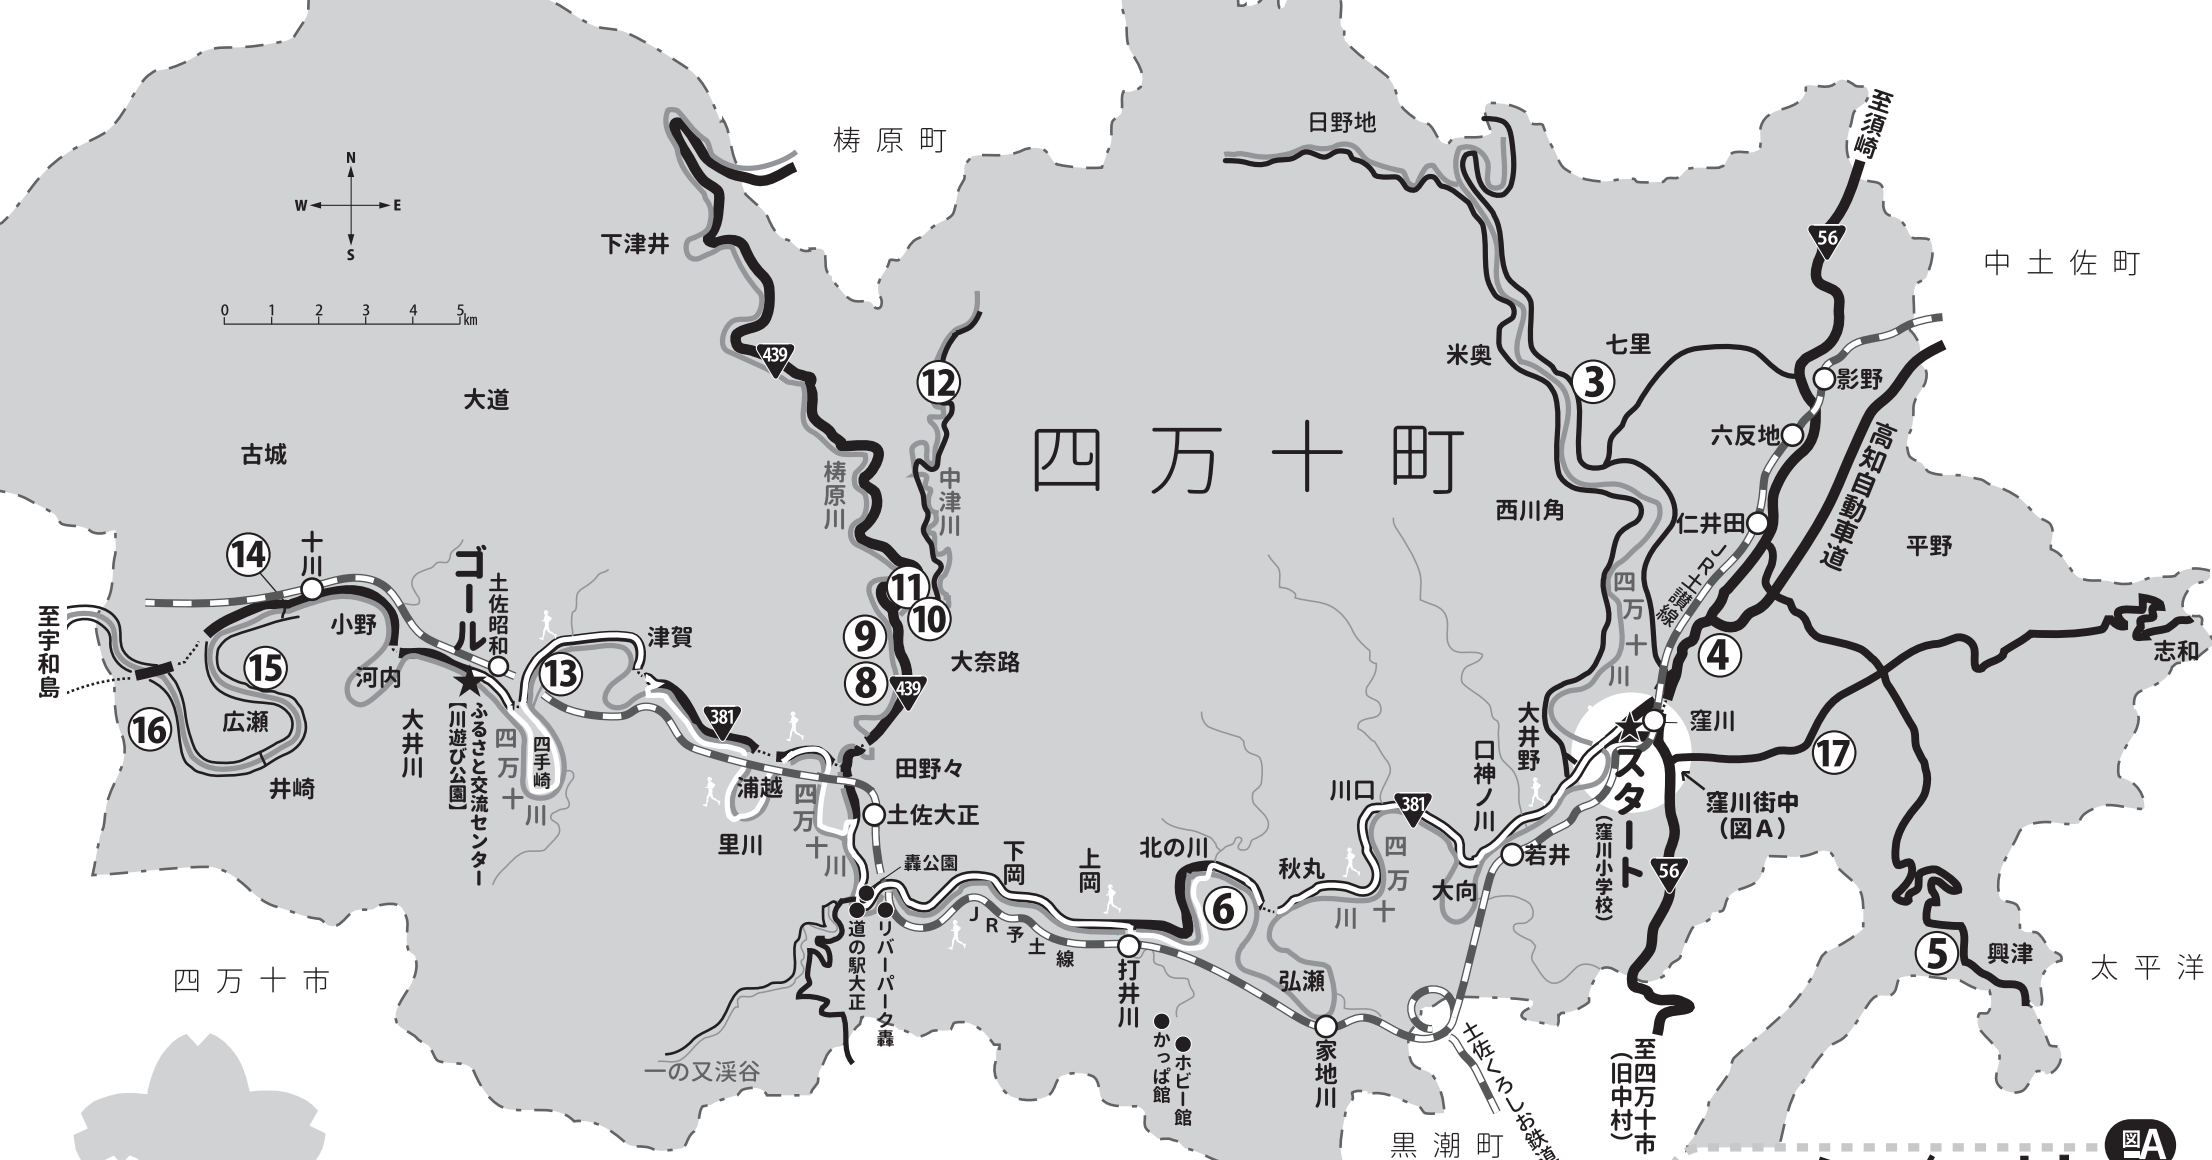 至須崎
梼原町
日野地
56
N
W
E
S
下津井
中土佐町
0 1 2 3 4 5km
439
米奥
七里
3
12
影野
大道
四万十町
六反地
高知自動車道
古城
梼原川
中津川
西川角
仁井田
平野
JR土讃線
14
十川
ゴール
土佐昭和
11
10
四万十川
至宇和島
小野
津賀
9
大奈路
4
志和
15
河内
13
8
439
広瀬
16
大井川
ふるさと交流センター
【川遊び公園】
四万十川
四手崎
381
大井野
窪川
17
井崎
浦越
四万十川
田野々
口神ノ川
スタート
(窪川小学校)
窪川街中
(図A)
里川
土佐大正
川口
381
四万十川
若井
56
轟公園
下岡
上岡
北の川
秋丸
大向
6
道の駅大正
リバーパーク轟
JR予土線
打井川
弘瀬
5
興津
太平洋
四万十市
一の又渓谷
かっぱ館
ホビー館
家地川
土佐くろしお鉄道
至四万十市
(旧中村)
黒潮町
図A